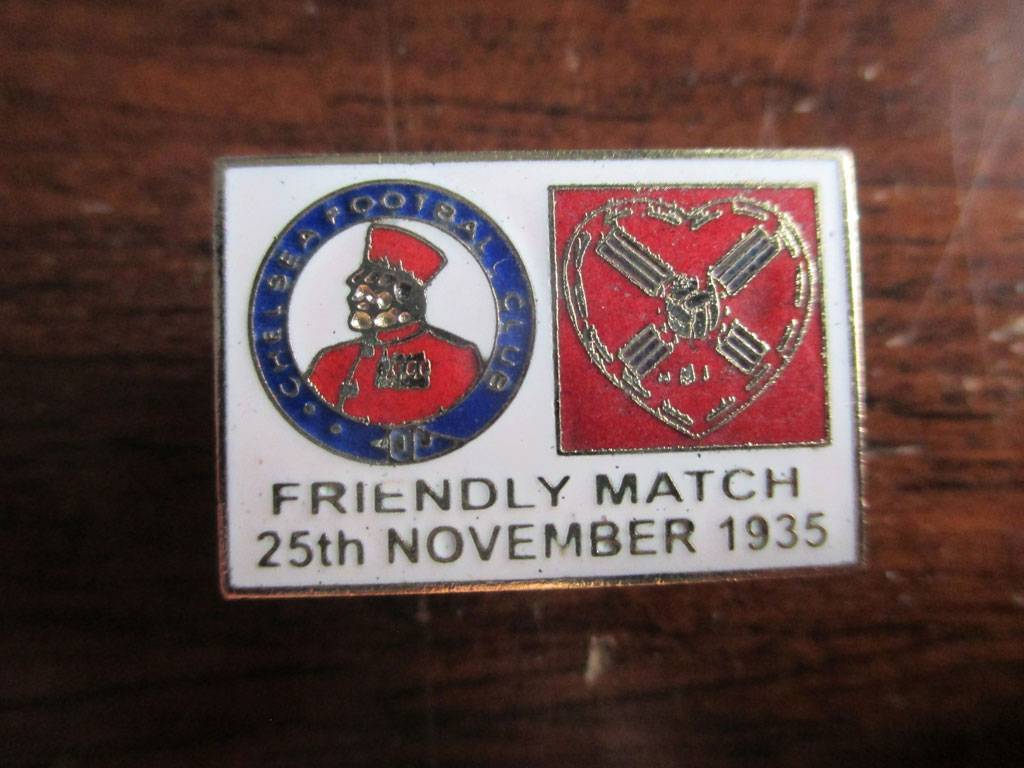 CHELSEA FOOTBALL CLUB
FRIENDLY MATCH
25th NOVEMBER 1935